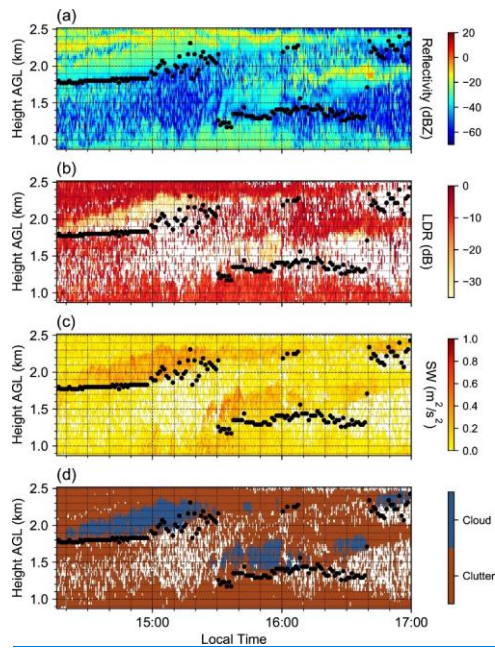 (a)
2.5
2.0
1.5
1.0
Height AGL (km)
20
0
−20
−40
−60
Reflectivity (dBZ)
(b)
2.5
2.0
1.5
1.0
Height AGL (km)
0
−10
−20
−30
LDR (dB)
(c)
2.5
2.0
1.5
1.0
Height AGL (km)
1.0
0.8
0.6
0.4
0.2
0.0
SW (m²/s²)
(d)
2.5
2.0
1.5
1.0
Height AGL (km)
Cloud
Clutter
15:00
16:00
17:00
Local Time